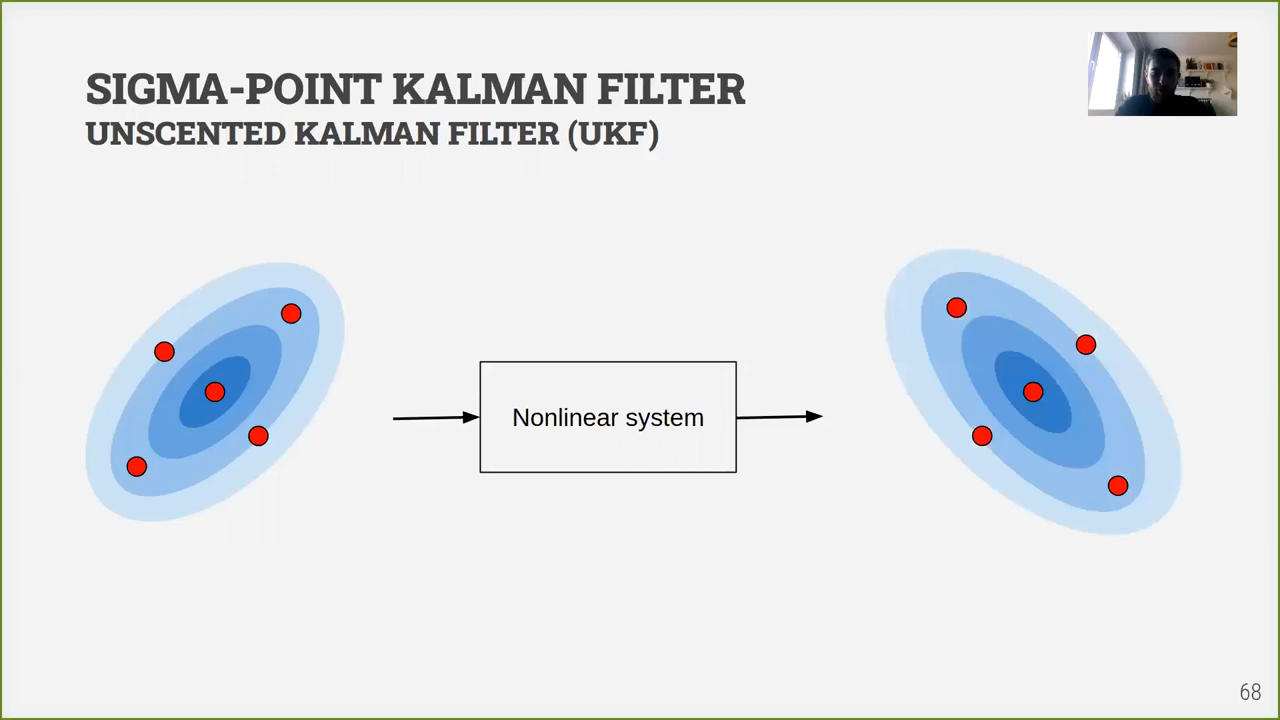 SIGMA-POINT KALMAN FILTER
UNSCENTED KALMAN FILTER (UKF)
Nonlinear system
68